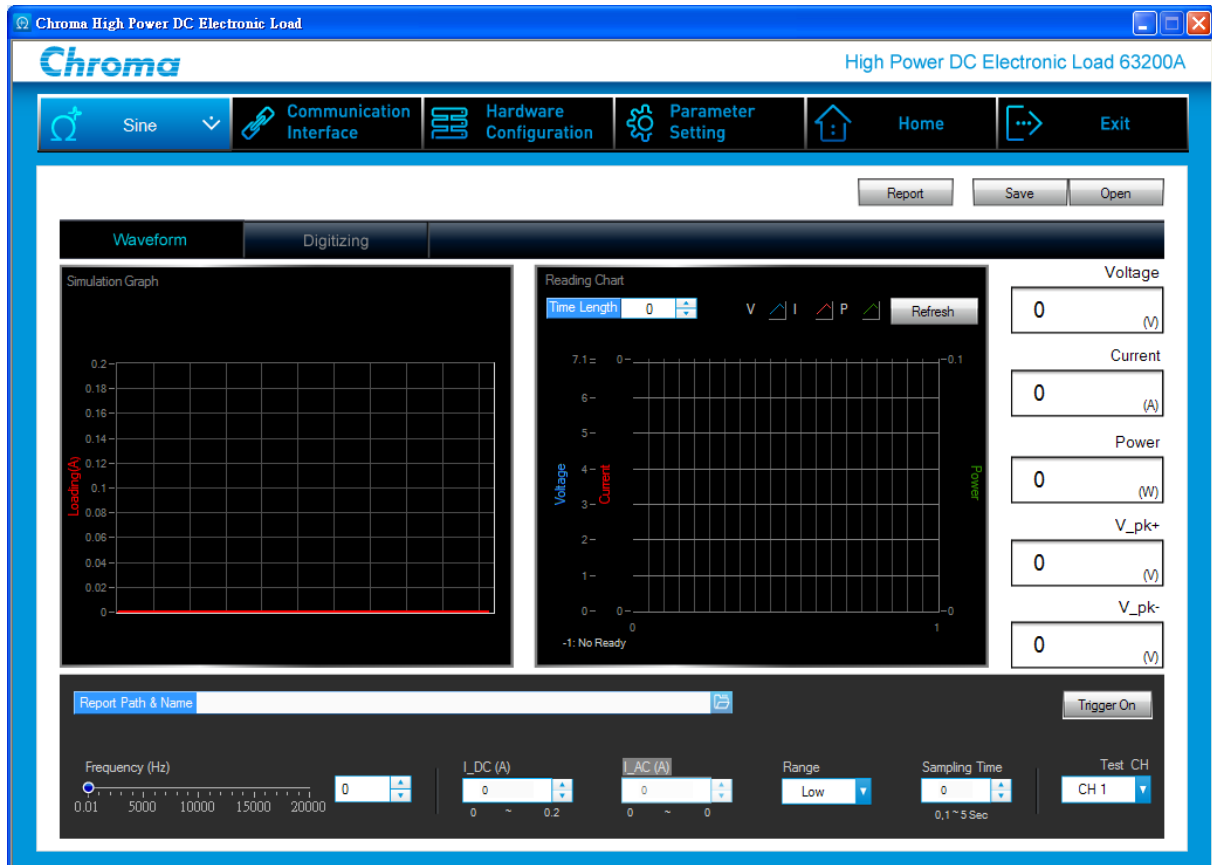 Chroma High Power DC Electronic Load
Chroma
High Power DC Electronic Load 63200A
Sine
Communication Interface
Hardware Configuration
Parameter Setting
Home
Exit
Report
Save
Open
Waveform
Digitizing
Simulation Graph
0.2
0.18
0.16
0.14
0.12
0.1
0.08
0.06
0.04
0.02
0
Loading(A)
Reading Chart
Time Length
0
V
I
P
Refresh
7.1
6
5
4
3
2
1
0
Voltage
0
0
Current
0.1
0
Power
0
1
-1: No Ready
Voltage
0
(V)
Current
0
(A)
Power
0
(W)
V_pk+
0
(V)
V_pk-
0
(V)
Report Path & Name
Trigger On
Frequency (Hz)
0.01 5000 10000 15000 20000
0
I_DC (A)
0
0 ~ 0.2
I_AC (A)
0
0 ~ 0
Range
Low
Sampling Time
0
0,1 ~ 5 Sec
Test CH
CH 1